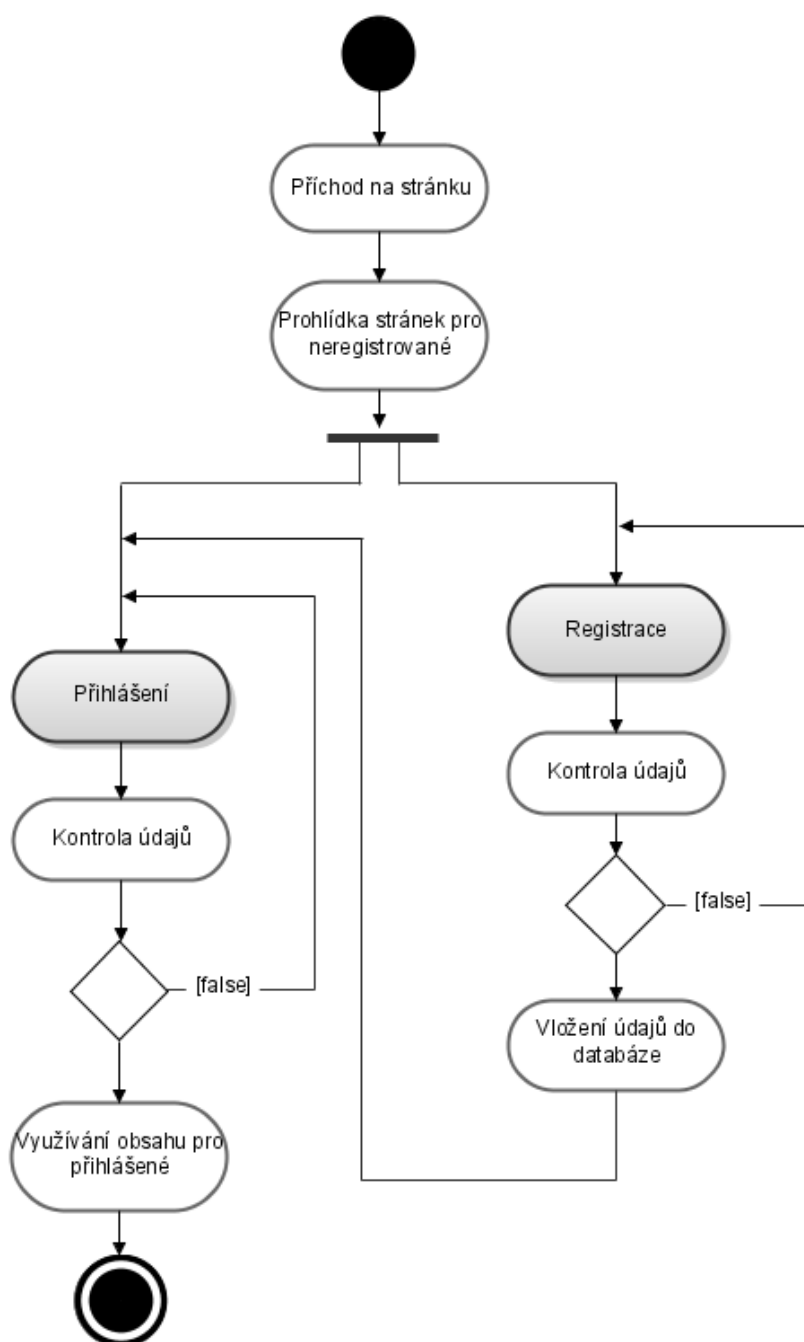 Příchod na stránku
Prohlídka stránek pro
neregistrované
Přihlášení
Kontrola údajů
[false]
Využívání obsahu pro
přihlášené
Registrace
Kontrola údajů
[false]
Vložení údajů do
databáze